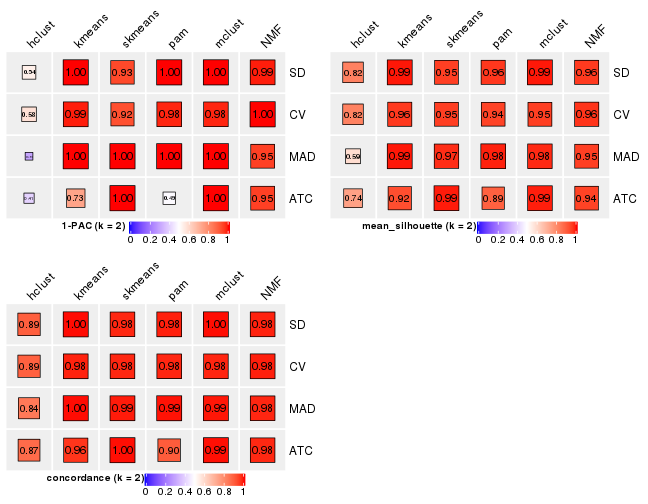 hclust kmeans skmeans pam mclust NMF
0.54 1.00 0.93 1.00 1.00 0.99 SD
0.58 0.99 0.92 0.98 0.98 1.00 CV
1.00 1.00 1.00 1.00 0.95 MAD
0.73 1.00 0.49 1.00 0.95 ATC
1-PAC (k = 2)
0 0.2 0.4 0.6 0.8 1
hclust kmeans skmeans pam mclust NMF
0.82 0.99 0.95 0.96 0.99 0.96 SD
0.82 0.96 0.95 0.94 0.95 0.96 CV
0.59 0.99 0.97 0.98 0.98 0.95 MAD
0.74 0.92 0.99 0.89 0.99 0.94 ATC
mean_silhouette (k = 2)
0 0.2 0.4 0.6 0.8 1
hclust kmeans skmeans pam mclust NMF
0.89 1.00 0.98 0.98 1.00 0.98 SD
0.89 0.98 0.98 0.98 0.98 0.98 CV
0.84 1.00 0.99 0.99 0.99 0.98 MAD
0.87 0.96 1.00 0.90 0.99 0.98 ATC
concordance (k = 2)
0 0.2 0.4 0.6 0.8 1